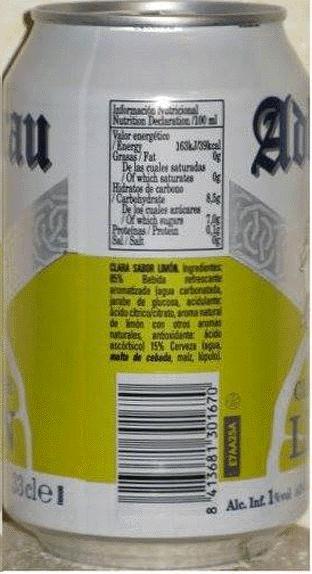 au
Ad
Información Nutricional
Nutrition Declaration /100 ml
Valor energético
/Energy 163kJ/39kcal
Grasas / Fat 0g
De las cuales saturadas
/Of which saturates 0g
Hidratos de carbono
/Carbohydrate 8,5g
De los cuales azúcares
/Of which sugars 7,0g
Proteínas / Protein 0,1g
Sal / Salt 0g
CLARA SABOR LIMÓN. Ingredientes:
85% Bebida refrescante
aromatizada (agua carbonatada,
jarabe de glucosa, acidulante:
ácido cítrico/citrato, aroma natural
de limón con otros aromas
naturales, antioxidante: ácido
ascórbico) 15% Cerveza (agua,
malta de cebada, maíz, lúpulo).
8 413681 301670
E7AA25A
33cl e
Alc. Inf. 1%vol